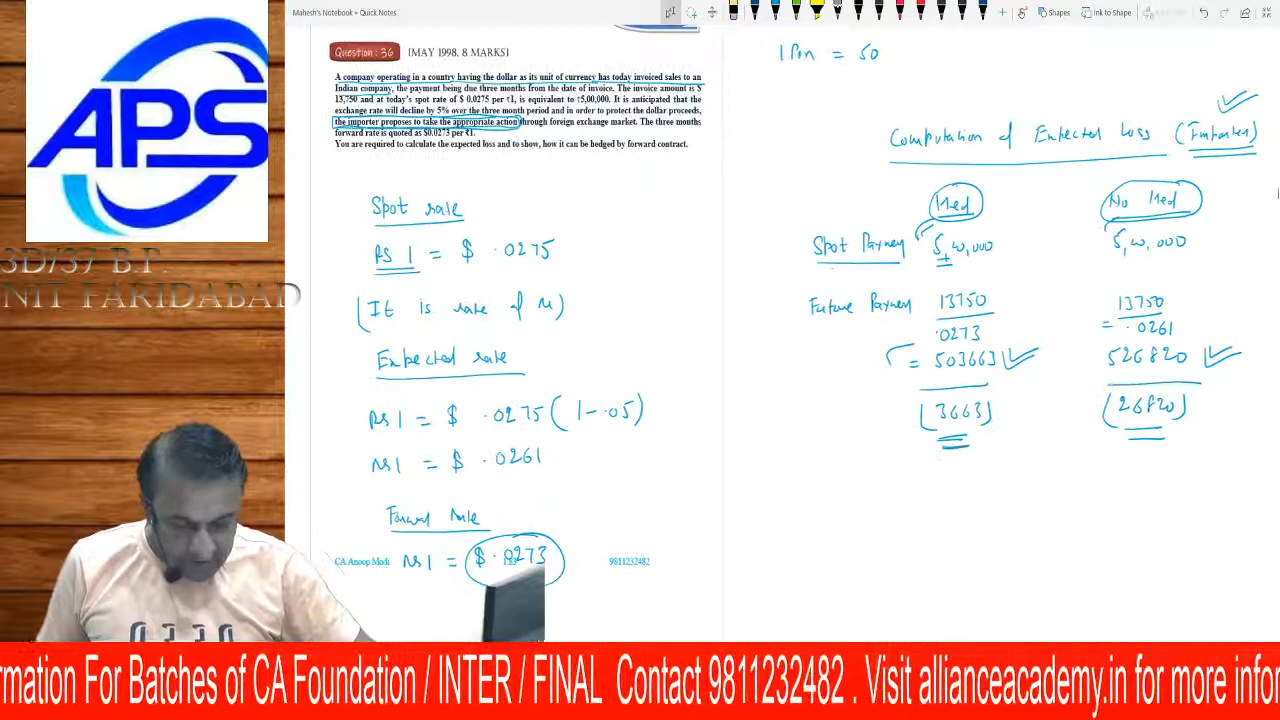 Mahesh's Notebook » Quick Notes
Shapes
Ink to Shape
APS
3D/37 B.P.
NIT FARIDABAD
Question : 36 [MAY 1998, 8 MARKS]
A company operating in a country having the dollar as its unit of currency has today invoiced sales to an
Indian company, the payment being due three months from the date of invoice. The invoice amount is $
13,750 and at today's spot rate of $ 0.0275 per ₹1, is equivalent to ₹5,00,000. It is anticipated that the
exchange rate will decline by 5% over the three month period and in order to protect the dollar proceeds,
the importer proposes to take the appropriate action through foreign exchange market. The three months
forward rate is quoted as $0.0273 per ₹1.
You are required to calculate the expected loss and to show, how it can be hedged by forward contract.
Spot rate
RS 1 = $ .0275
(It is rate of Rs)
Expected rate
RS 1 = $ .0275 (1-.05)
RS 1 = $ .0261
Forward rate
RS 1 = $ .0273
CA Anoop Modi
9811232482
1 Pen = 50
Computation of Expected Loss (Importer)
Hed No Hed
Spot Payment 5,00,000 5,00,000
Future Payment 13750 13750
.0273 = .0261
= 503663 526820
(3663) (26820)
rmation For Batches of CA Foundation / INTER / FINAL Contact 9811232482 . Visit allianceacademy.in for more infor